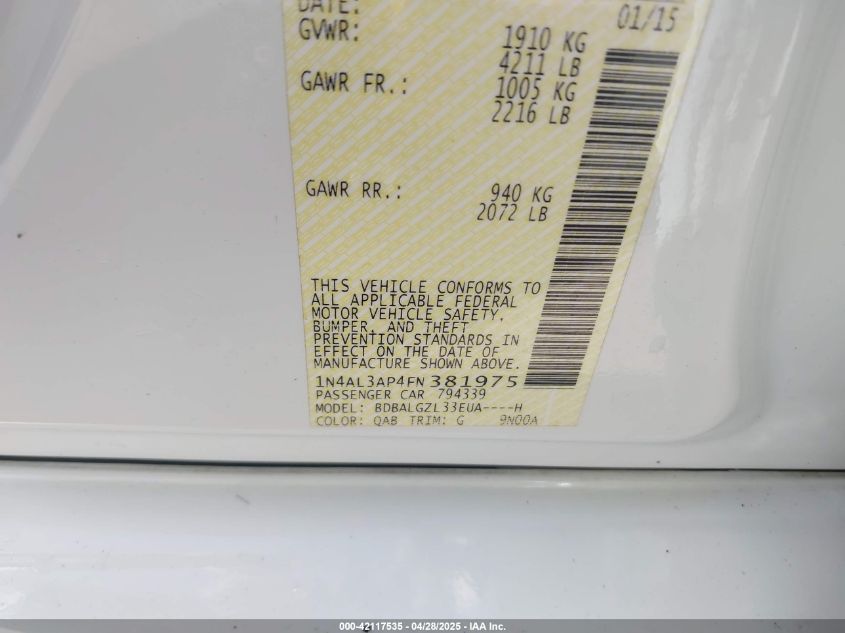 DATE: 01/15
GVWR: 1910 KG
4211 LB
GAWR FR.: 1005 KG
2216 LB
GAWR RR.: 940 KG
2072 LB
THIS VEHICLE CONFORMS TO
ALL APPLICABLE FEDERAL
MOTOR VEHICLE SAFETY,
BUMPER, AND THEFT
PREVENTION STANDARDS IN
EFFECT ON THE DATE OF
MANUFACTURE SHOWN ABOVE.
1N4AL3AP4FN381975
PASSENGER CAR 794339
MODEL: BDBALGZL33EUA----H
COLOR: QAB TRIM: G 9N00A
000-42117535 - 04/28/2025 - IAA Inc.